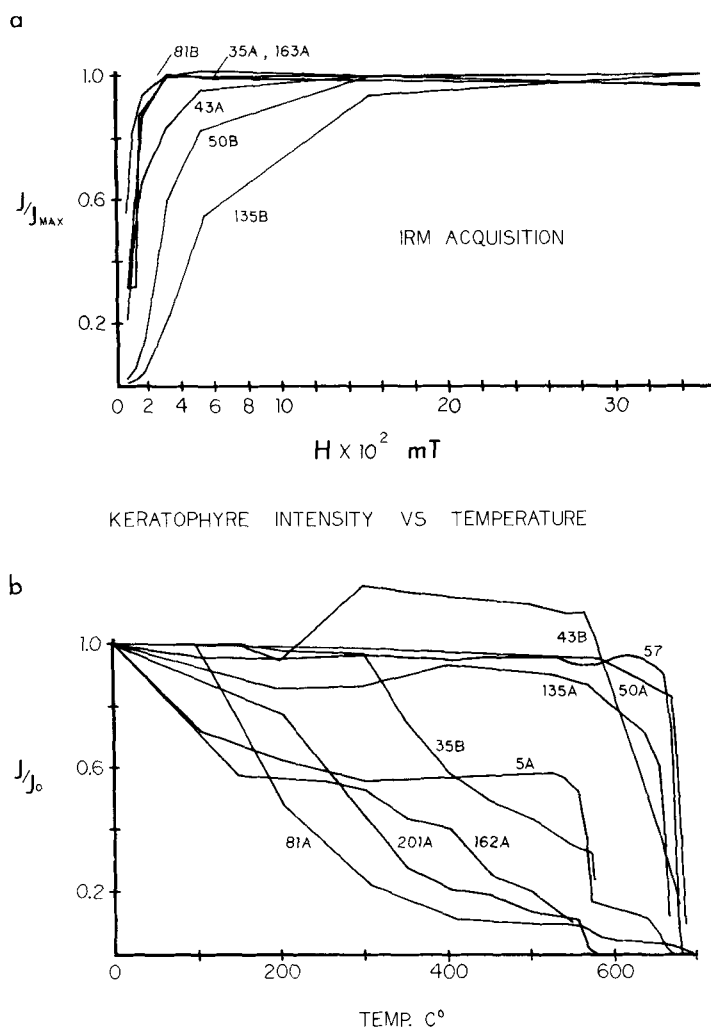 a
81B
35A , 163A
1.0
43A
50B
0.6
J/JMAX
135B
IRM ACQUISITION
0.2
0 2 4 6 8 10 20 30
H X 10² mT
KERATOPHYRE INTENSITY VS TEMPERATURE
b
1.0
43B
57
50A
135A
J/J₀
35B
5A
0.6
81A
201A
162A
0.2
0 200 400 600
TEMP. C°